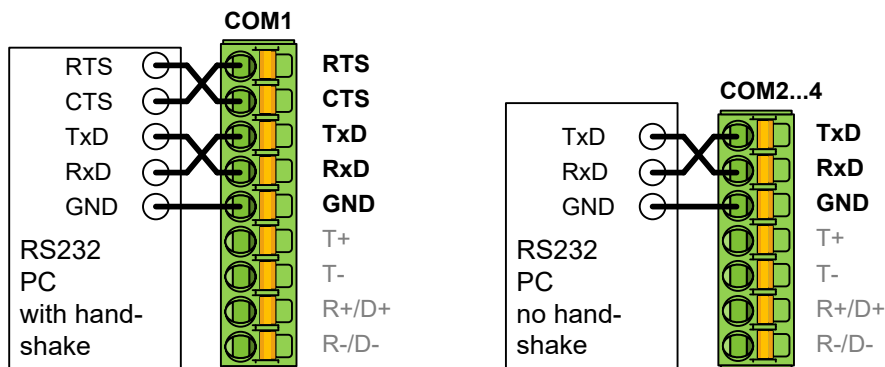 COM1
RTS
CTS
TxD
RxD
GND
RS232
PC
with hand-
shake
RTS
CTS
TxD
RxD
GND
T+
T-
R+/D+
R-/D-
COM2...4
TxD
RxD
GND
RS232
PC
no hand-
shake
TxD
RxD
GND
T+
T-
R+/D+
R-/D-